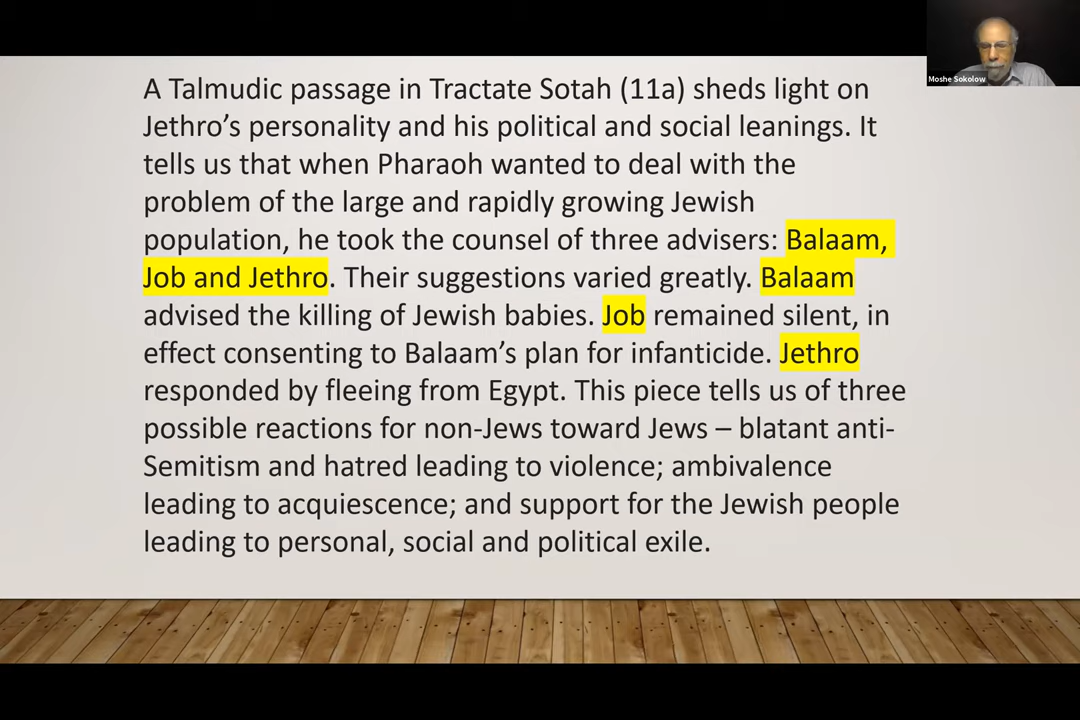 A Talmudic passage in Tractate Sotah (11a) sheds light on
Jethro’s personality and his political and social leanings. It
tells us that when Pharaoh wanted to deal with the
problem of the large and rapidly growing Jewish
population, he took the counsel of three advisers: Balaam,
Job and Jethro. Their suggestions varied greatly. Balaam
advised the killing of Jewish babies. Job remained silent, in
effect consenting to Balaam’s plan for infanticide. Jethro
responded by fleeing from Egypt. This piece tells us of three
possible reactions for non-Jews toward Jews – blatant anti-
Semitism and hatred leading to violence; ambivalence
leading to acquiescence; and support for the Jewish people
leading to personal, social and political exile.
Moshe Sokolow